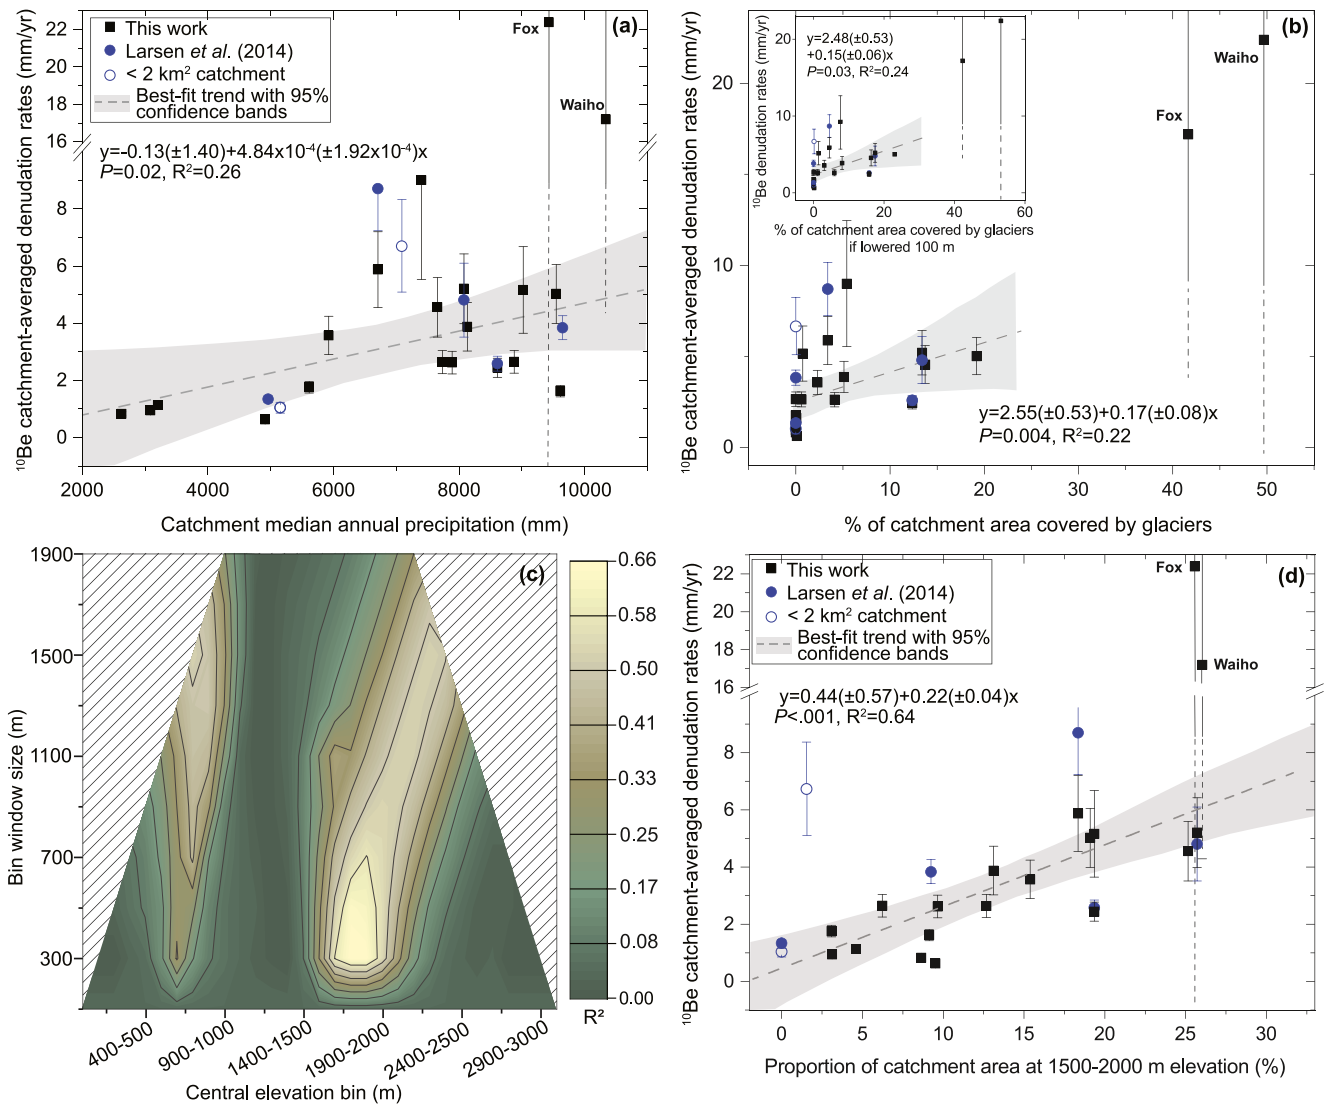 (a)
This work
Larsen et al. (2014)
< 2 km² catchment
Best-fit trend with 95%
confidence bands
Fox
Waiho
y=-0.13(±1.40)+4.84x10⁻⁴(±1.92x10⁻⁴)x
P=0.02, R²=0.26
22
20
18
16
8
6
4
2
0
¹⁰Be catchment-averaged denudation rates (mm/yr)
2000 4000 6000 8000 10000
Catchment median annual precipitation (mm)
(b)
Waiho
Fox
y=2.48(±0.53)
+0.15(±0.06)x
P=0.03, R²=0.24
20
10
0
¹⁰Be denudation rates (mm/yr)
0 20 40 60
% of catchment area covered by glaciers
if lowered 100 m
y=2.55(±0.53)+0.17(±0.08)x
P=0.004, R²=0.22
20
10
0
¹⁰Be catchment-averaged denudation rates (mm/yr)
0 10 20 30 40 50
% of catchment area covered by glaciers
(c)
1900
1500
1100
700
300
Bin window size (m)
400-500 900-1000 1400-1500 1900-2000 2400-2500 2900-3000
Central elevation bin (m)
0.66
0.58
0.50
0.41
0.33
0.25
0.17
0.08
0.00
R²
(d)
This work
Larsen et al. (2014)
< 2 km² catchment
Best-fit trend with 95%
confidence bands
Fox
Waiho
y=0.44(±0.57)+0.22(±0.04)x
P<.001, R²=0.64
22
20
18
16
8
6
4
2
0
¹⁰Be catchment-averaged denudation rates (mm/yr)
0 5 10 15 20 25 30
Proportion of catchment area at 1500-2000 m elevation (%)